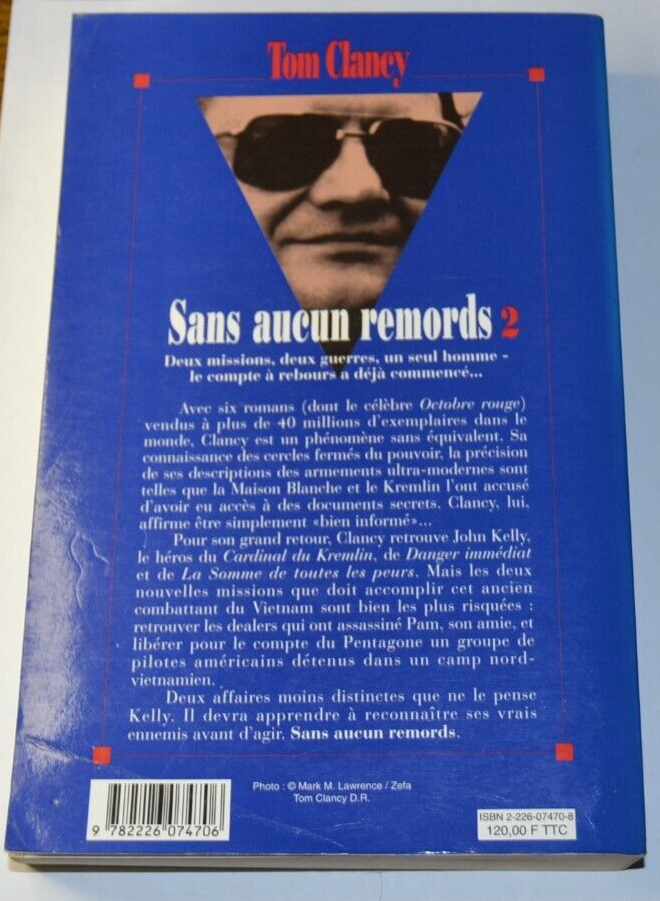 Tom Clancy
Sans aucun remords 2
Deux missions, deux guerres, un seul homme -
le compte à rebours a déjà commencé...
Avec six romans (dont le célèbre Octobre rouge)
vendus à plus de 40 millions d'exemplaires dans le
monde, Clancy est un phénomène sans équivalent. Sa
connaissance des cercles fermés du pouvoir, la précision
de ses descriptions des armements ultra-modernes sont
telles que la Maison Blanche et le Kremlin l'ont accusé
d'avoir eu accès à des documents secrets. Clancy, lui,
affirme être simplement «bien informé»...
Pour son grand retour, Clancy retrouve John Kelly,
le héros du Cardinal du Kremlin, de Danger immédiat
et de La Somme de toutes les peurs. Mais les deux
nouvelles missions que doit accomplir cet ancien
combattant du Vietnam sont bien les plus risquées :
retrouver les dealers qui ont assassiné Pam, son amie, et
libérer pour le compte du Pentagone un groupe de
pilotes américains détenus dans un camp nord-
vietnamien.
Deux affaires moins distinctes que ne le pense
Kelly. Il devra apprendre à reconnaître ses vrais
ennemis avant d'agir. Sans aucun remords.
Photo : © Mark M. Lawrence / Zefa
Tom Clancy D.R.
9 782226 074706
ISBN 2-226-07470-8
120,00 F TTC